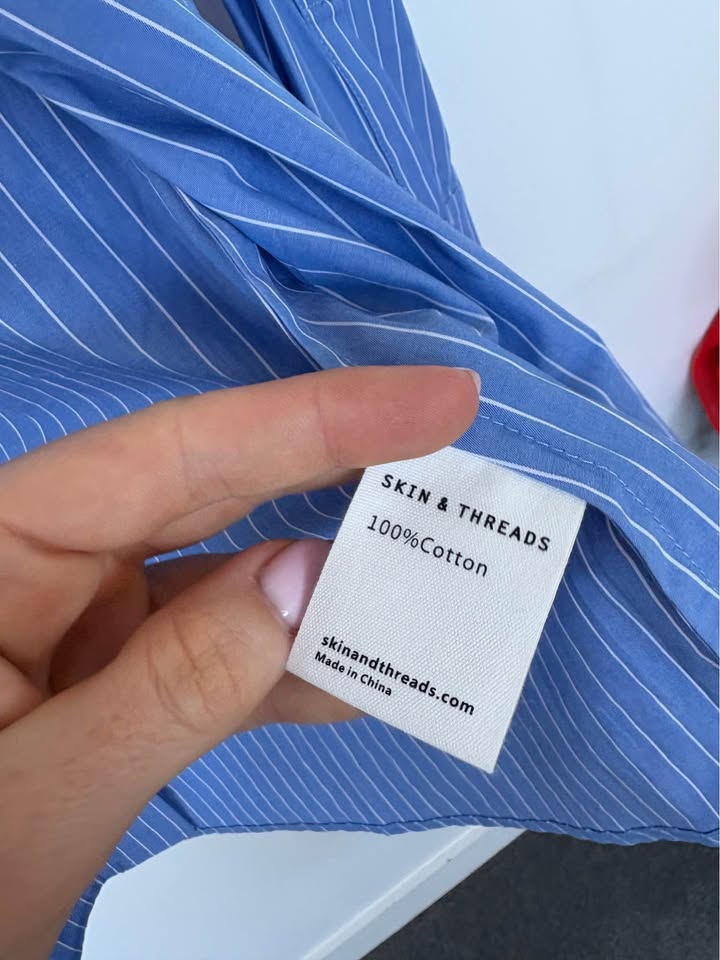 SKIN & THREADS
100%Cotton
skinandthreads.com
Made in China